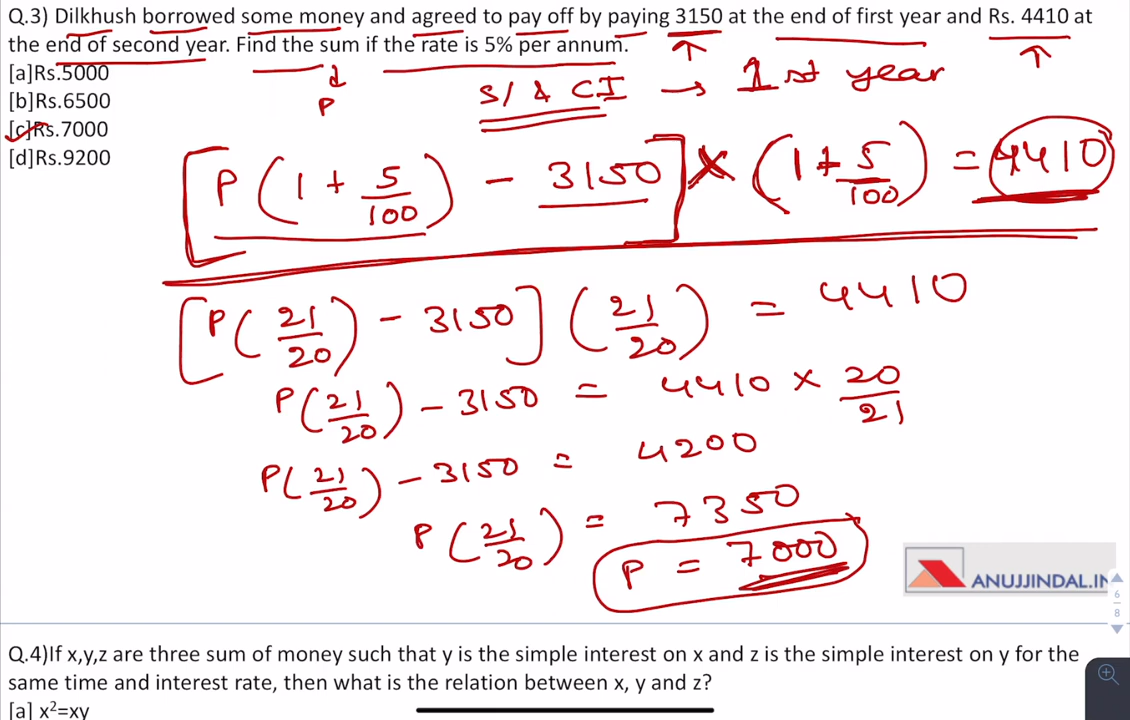 Q.3) Dilkhush borrowed some money and agreed to pay off by paying 3150 at the end of first year and Rs. 4410 at
the end of second year. Find the sum if the rate is 5% per annum.
[a]Rs.5000
[b]Rs.6500
[c]Rs.7000
[d]Rs.9200
P
SI & CI → 1st year
[P(1 + 5/100) - 3150] × (1 + 5/100) = 4410
[P(21/20) - 3150] (21/20) = 4410
P(21/20) - 3150 = 4410 × 20/21
P(21/20) - 3150 = 4200
P(21/20) = 7350
P = 7000
ANUJJINDAL.IN
6
8
Q.4)If x,y,z are three sum of money such that y is the simple interest on x and z is the simple interest on y for the
same time and interest rate, then what is the relation between x, y and z?
[a] x²=xy